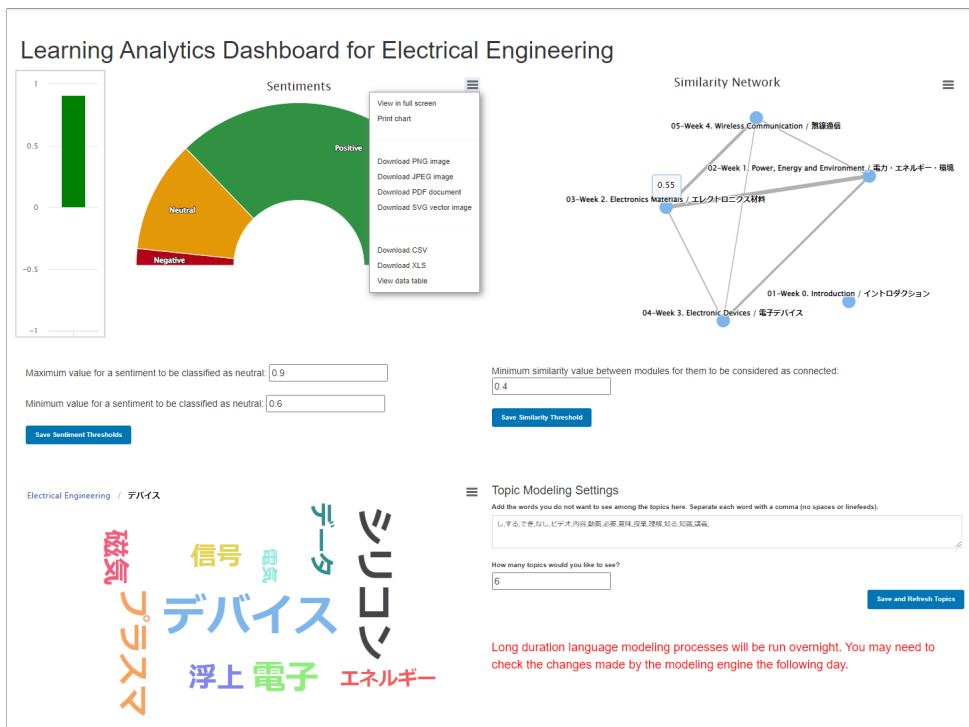 Learning Analytics Dashboard for Electrical Engineering
1
0.5
0
−0.5
−1
Sentiments
Positive
Neutral
Negative
View in full screen
Print chart
Download PNG image
Download JPEG image
Download PDF document
Download SVG vector image
Download CSV
Download XLS
View data table
Similarity Network
05-Week 4. Wireless Communication / 無線通信
02-Week 1. Power, Energy and Environment / 電力・エネルギー・環境
0.55
03-Week 2. Electronics Materials / エレクトロニクス材料
01-Week 0. Introduction / イントロダクション
04-Week 3. Electronic Devices / 電子デバイス
Maximum value for a sentiment to be classified as neutral: 0.9
Minimum value for a sentiment to be classified as neutral: 0.6
Save Sentiment Thresholds
Minimum similarity value between modules for them to be considered as connected:
0.4
Save Similarity Threshold
Electrical Engineering / デバイス
磁気
信号
電気
データ
シリコン
プラズマ
デバイス
浮上
電子
エネルギー
Topic Modeling Settings
Add the words you do not want to see among the topics here. Separate each word with a comma (no spaces or linefeeds).
し,する,でき,なし,ビデオ,内容,動画,必要,意味,授業,理解,知る,知識,講義,
How many topics would you like to see?
6
Save and Refresh Topics
Long duration language modeling processes will be run overnight. You may need to
check the changes made by the modeling engine the following day.